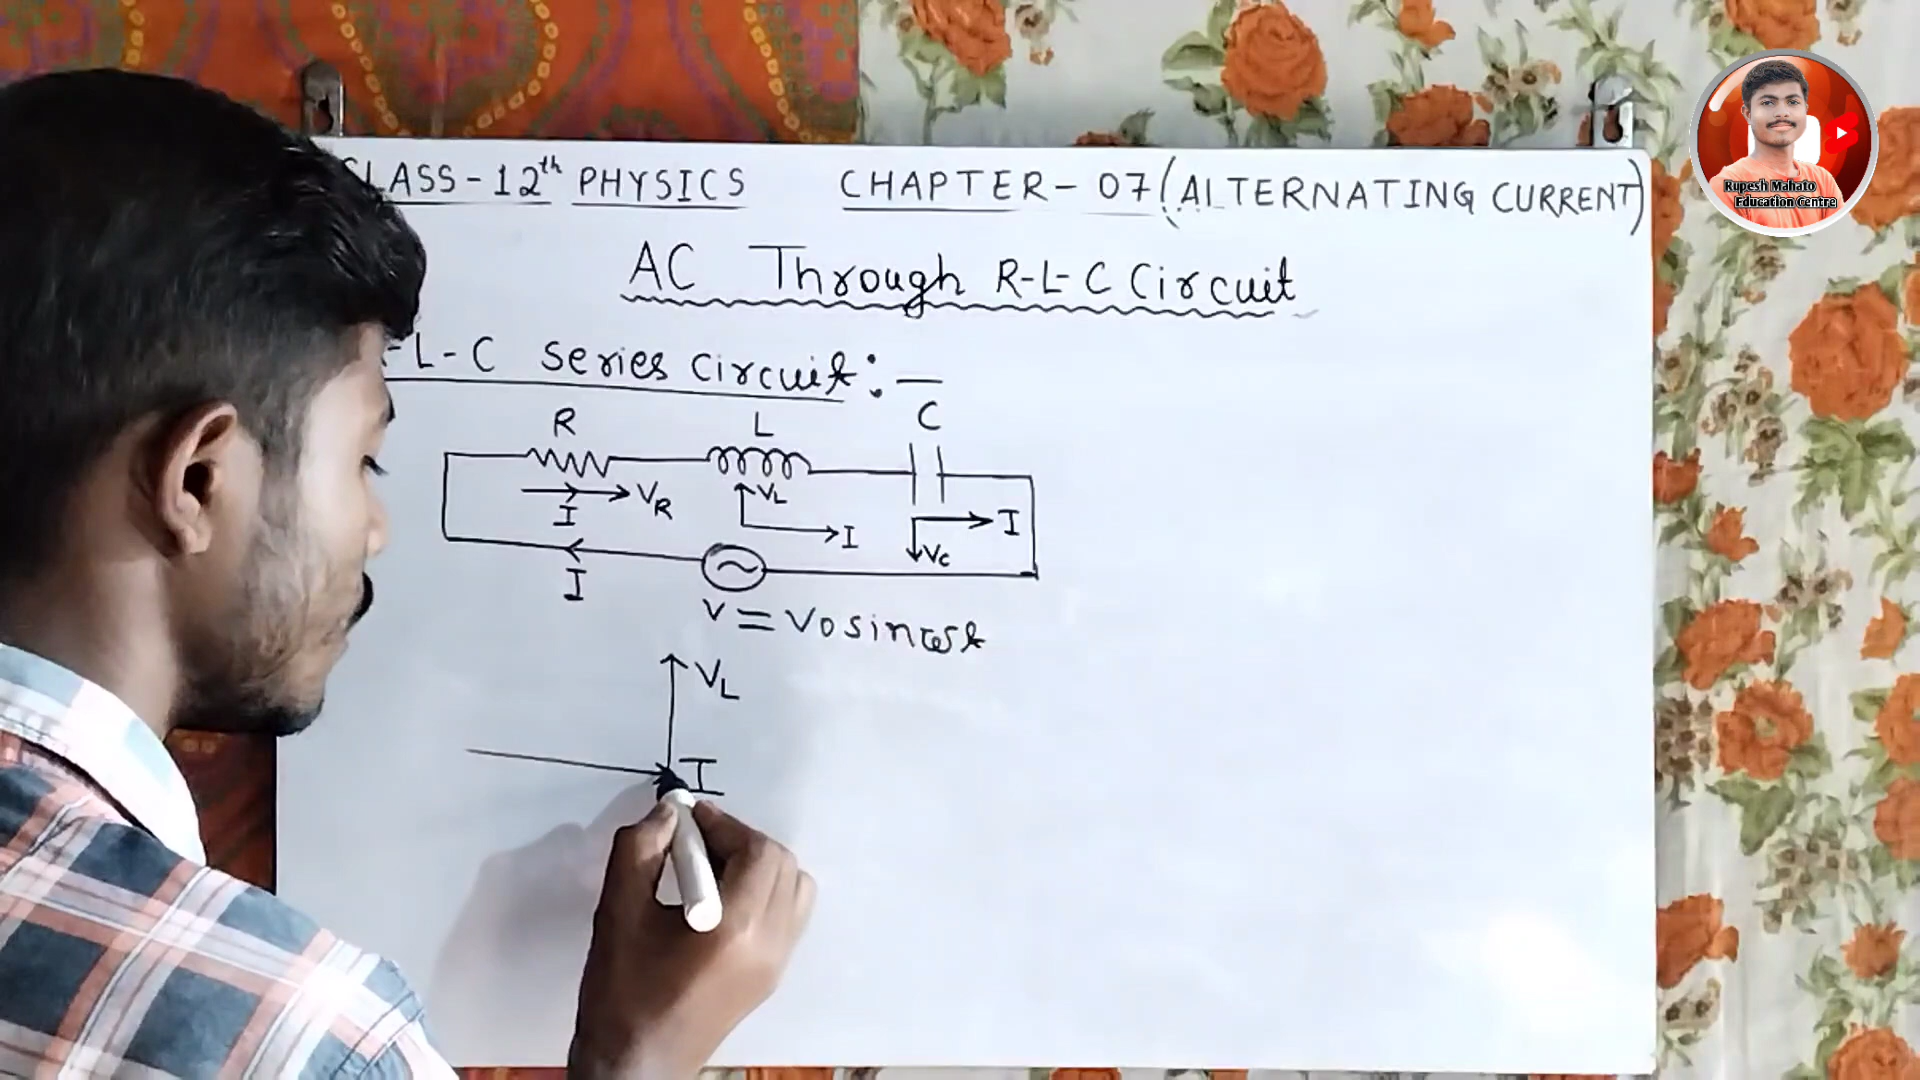 CLASS-12th PHYSICS CHAPTER-07 (ALTERNATING CURRENT)
AC Through R-L-C Circuit
-L-C Series Circuit:-
R L C
VR
I
VL
I
I
VC
I
V = V0 sinωt
VL
I
Rupesh Mahato
Education Centre